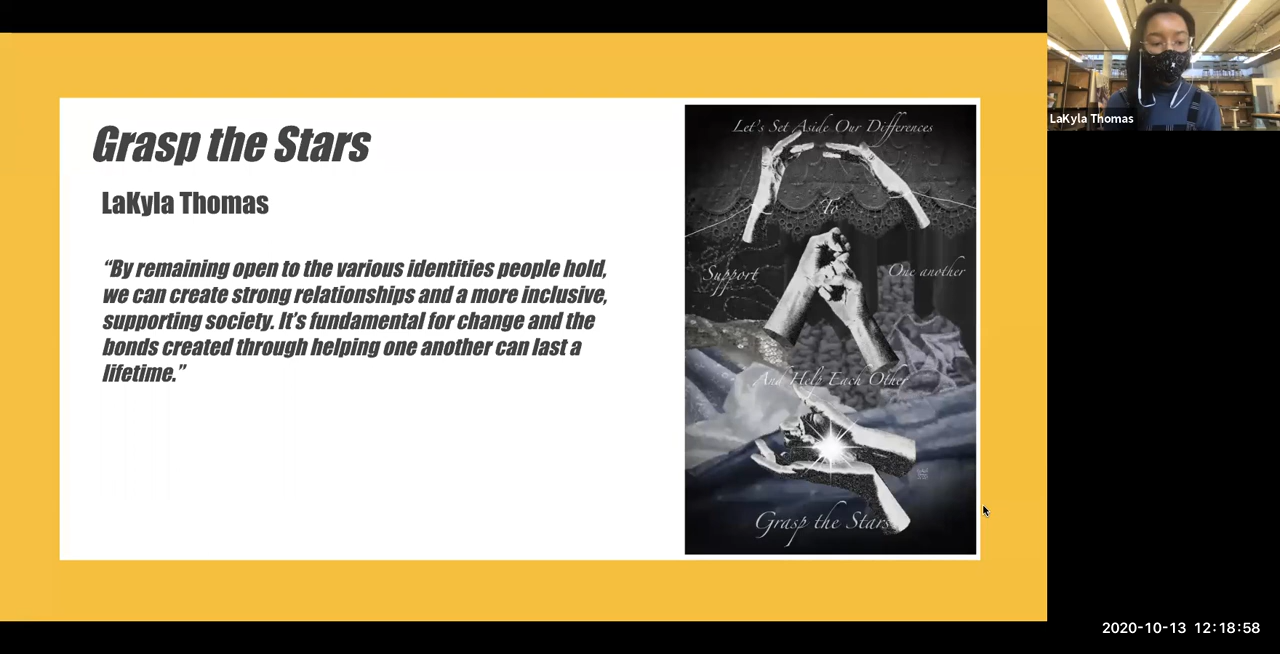 Grasp the Stars
LaKyla Thomas
“By remaining open to the various identities people hold,
we can create strong relationships and a more inclusive,
supporting society. It’s fundamental for change and the
bonds created through helping one another can last a
lifetime.”
Let's Set Aside Our Differences
To
Support
One another
And Help Each Other
Grasp the Stars
LaKyla Thomas
2020-10-13 12:18:58